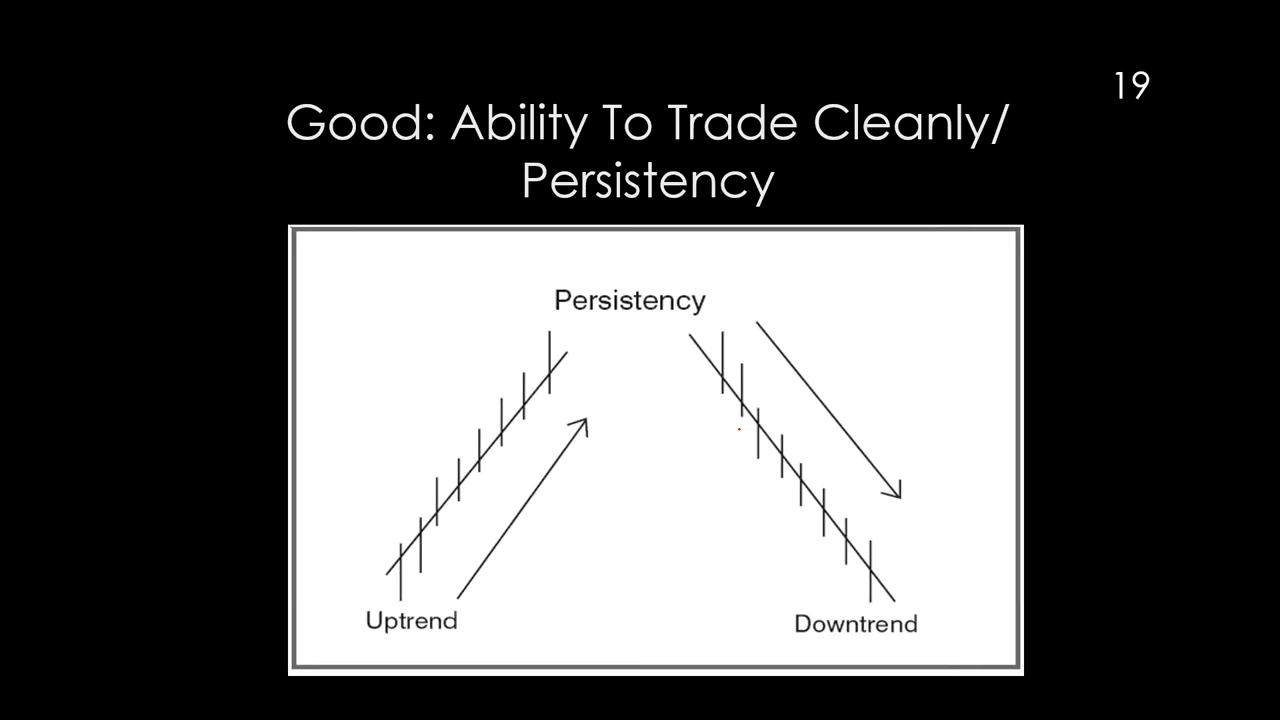 19
Good: Ability To Trade Cleanly/
Persistency
Persistency
Uptrend
Downtrend